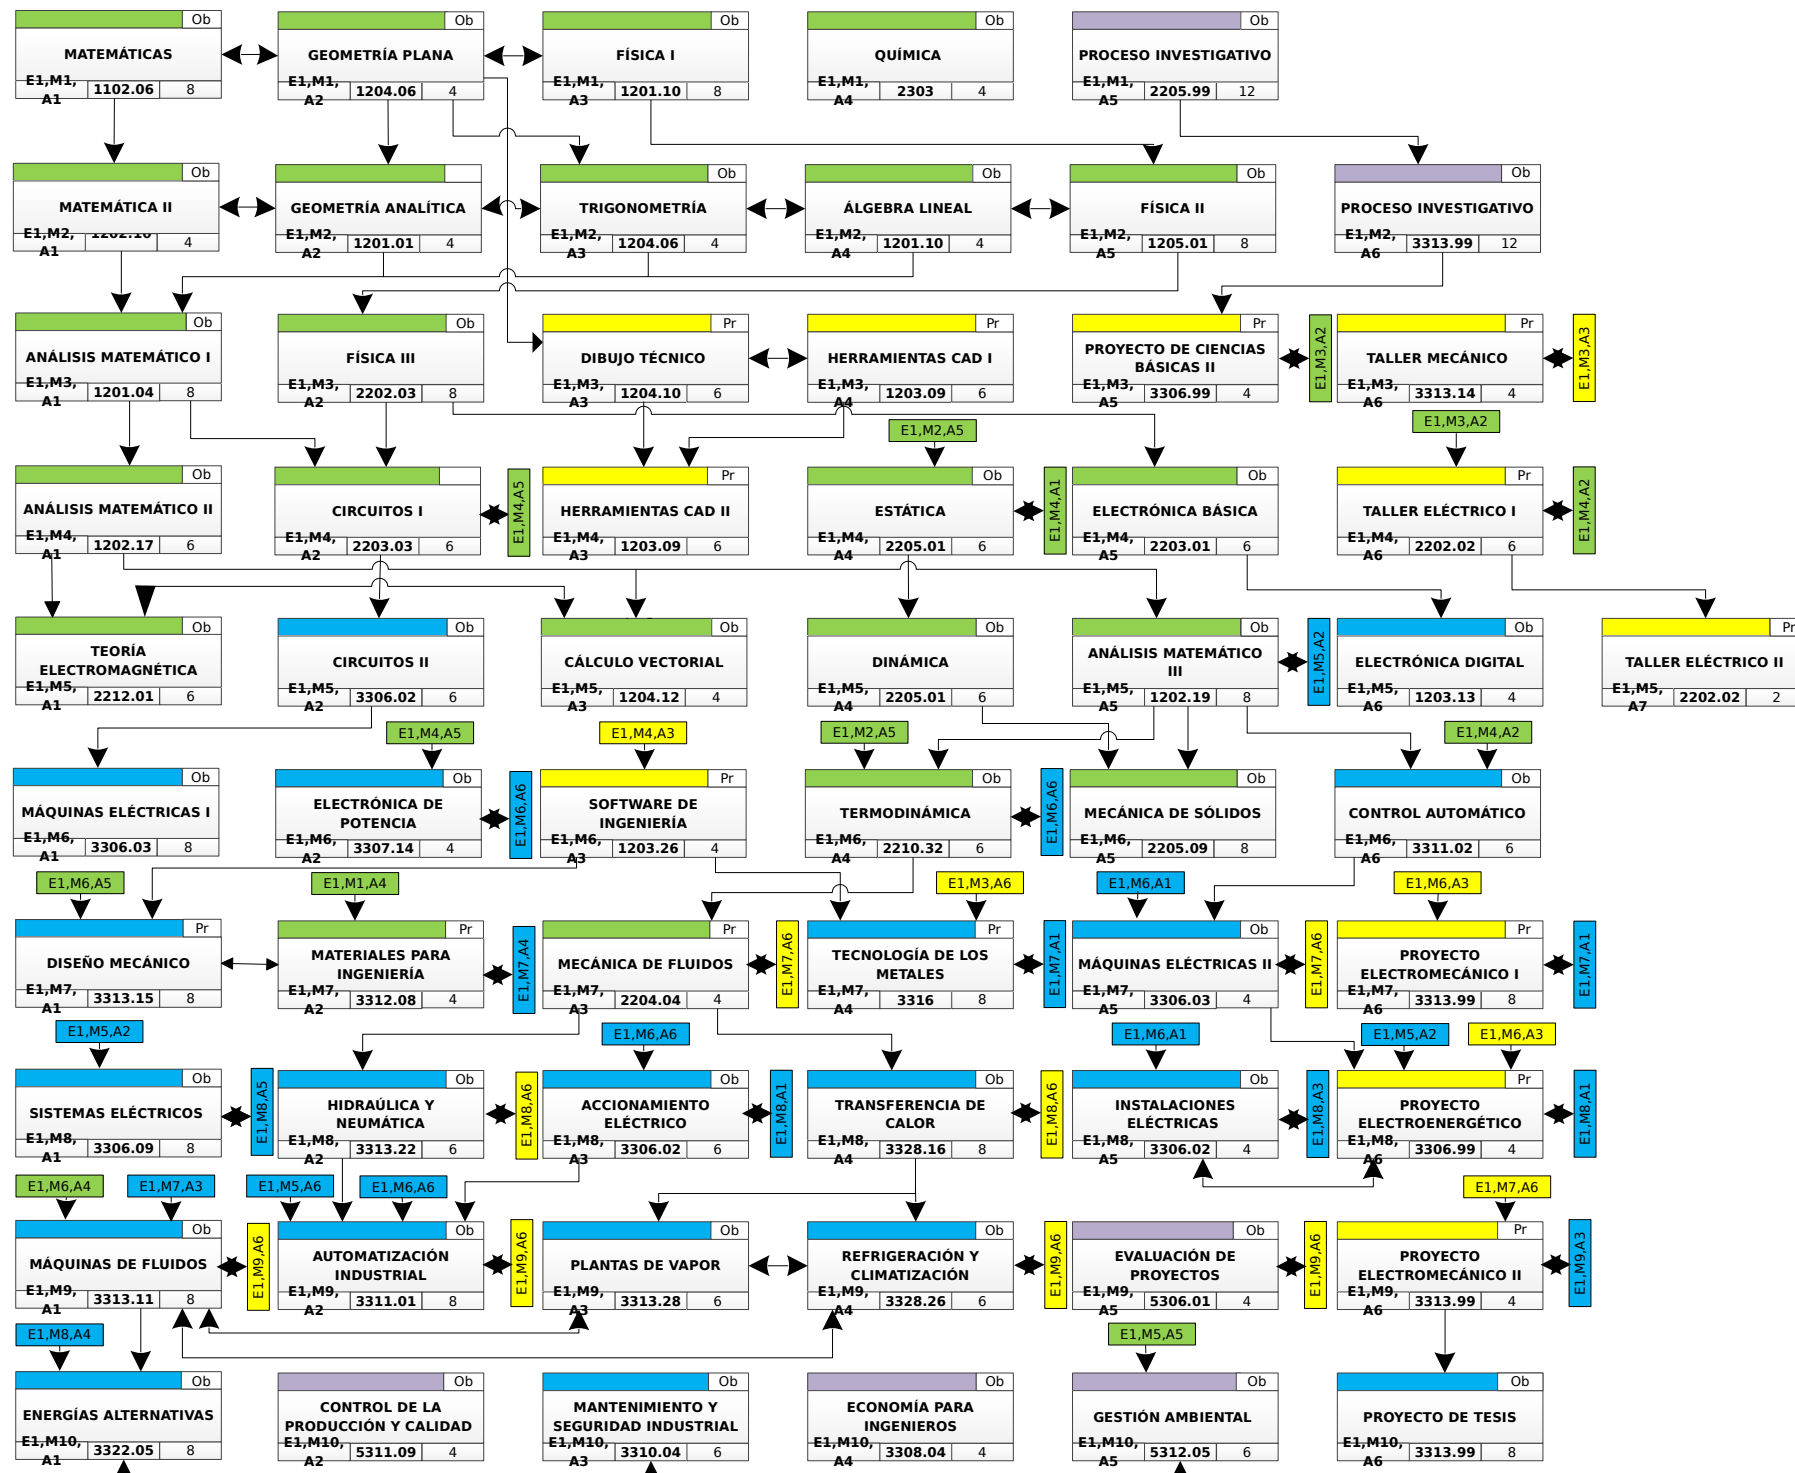 Ob Ob Ob Ob Ob
MATEMÁTICAS GEOMETRÍA PLANA FÍSICA I QUÍMICA PROCESO INVESTIGATIVO
E1,M1, A1 1102.06 8 E1,M1, A2 1204.06 4 E1,M1, A3 1201.10 8 E1,M1, A4 2303 4 E1,M1, A5 2205.99 12
Ob Ob Ob Ob Ob
MATEMÁTICA II GEOMETRÍA ANALÍTICA TRIGONOMETRÍA ÁLGEBRA LINEAL FÍSICA II PROCESO INVESTIGATIVO
E1,M2, A1 4 E1,M2, A2 1201.01 4 E1,M2, A3 1204.06 4 E1,M2, A4 1201.10 4 E1,M2, A5 1205.01 8 E1,M2, A6 3313.99 12
Ob Ob Pr Pr Pr Pr
ANÁLISIS MATEMÁTICO I FÍSICA III DIBUJO TÉCNICO HERRAMIENTAS CAD I PROYECTO DE CIENCIAS BÁSICAS II E1,M3,A2 TALLER MECÁNICO E1,M3,A3
E1,M3, A1 1201.04 8 E1,M3, A2 2202.03 8 E1,M3, A3 1204.10 6 E1,M3, A4 1203.09 6 E1,M3, A5 3306.99 4 E1,M3, A6 3313.14 4
E1,M2,A5 E1,M3,A2
Ob Pr Ob Ob Pr
ANÁLISIS MATEMÁTICO II CIRCUITOS I E1,M4,A5 HERRAMIENTAS CAD II ESTÁTICA E1,M4,A1 ELECTRÓNICA BÁSICA TALLER ELÉCTRICO I E1,M4,A2
E1,M4, A1 1202.17 6 E1,M4, A2 2203.03 6 E1,M4, A3 1203.09 6 E1,M4, A4 2205.01 6 E1,M4, A5 2203.01 6 E1,M4, A6 2202.02 6
Ob Ob Ob Ob Ob Ob Pr
TEORÍA ELECTROMAGNÉTICA CIRCUITOS II CÁLCULO VECTORIAL DINÁMICA ANÁLISIS MATEMÁTICO III E1,M5,A2 ELECTRÓNICA DIGITAL TALLER ELÉCTRICO II
E1,M5, A1 2212.01 6 E1,M5, A2 3306.02 6 E1,M5, A3 1204.12 4 E1,M5, A4 2205.01 6 E1,M5, A5 1202.19 8 E1,M5, A6 1203.13 4 E1,M5, A7 2202.02 2
E1,M4,A5 E1,M4,A3 E1,M2,A5 E1,M4,A2
Ob Ob Pr Ob Ob Ob
MÁQUINAS ELÉCTRICAS I ELECTRÓNICA DE POTENCIA E1,M6,A6 SOFTWARE DE INGENIERÍA TERMODINÁMICA E1,M6,A6 MECÁNICA DE SÓLIDOS CONTROL AUTOMÁTICO
E1,M6, A1 3306.03 8 E1,M6, A2 3307.14 4 E1,M6, A3 1203.26 4 E1,M6, A4 2210.32 6 E1,M6, A5 2205.09 8 E1,M6, A6 3311.02 6
E1,M6,A5 E1,M1,A4 E1,M3,A6 E1,M6,A1 E1,M6,A3
Pr Pr Pr Pr Ob Pr
DISEÑO MECÁNICO MATERIALES PARA INGENIERÍA E1,M7,A4 MECÁNICA DE FLUIDOS E1,M7,A6 TECNOLOGÍA DE LOS METALES E1,M7,A1 MÁQUINAS ELÉCTRICAS II E1,M7,A6 PROYECTO ELECTROMECÁNICO I E1,M7,A1
E1,M7, A1 3313.15 8 E1,M7, A2 3312.08 4 E1,M7, A3 2204.04 4 E1,M7, A4 3316 8 E1,M7, A5 3306.03 4 E1,M7, A6 3313.99 8
E1,M5,A2 E1,M6,A6 E1,M6,A1 E1,M5,A2 E1,M6,A3
Ob Ob Ob Ob Ob Pr
SISTEMAS ELÉCTRICOS E1,M8,A5 HIDRAÚLICA Y NEUMÁTICA E1,M8,A6 ACCIONAMIENTO ELÉCTRICO E1,M8,A1 TRANSFERENCIA DE CALOR E1,M8,A6 INSTALACIONES ELÉCTRICAS E1,M8,A3 PROYECTO ELECTROENERGÉTICO E1,M8,A1
E1,M8, A1 3306.09 8 E1,M8, A2 3313.22 6 E1,M8, A3 3306.02 6 E1,M8, A4 3328.16 8 E1,M8, A5 3306.02 4 E1,M8, A6 3306.99 4
E1,M6,A4 E1,M7,A3 E1,M5,A6 E1,M6,A6 E1,M7,A6
Ob Ob Ob Ob Ob Pr
MÁQUINAS DE FLUIDOS E1,M9,A6 AUTOMATIZACIÓN INDUSTRIAL E1,M9,A6 PLANTAS DE VAPOR REFRIGERACIÓN Y CLIMATIZACIÓN E1,M9,A6 EVALUACIÓN DE PROYECTOS E1,M9,A6 PROYECTO ELECTROMECÁNICO II E1,M9,A3
E1,M9, A1 3313.11 8 E1,M9, A2 3311.01 8 E1,M9, A3 3313.28 6 E1,M9, A4 3328.26 6 E1,M9, A5 5306.01 4 E1,M9, A6 3313.99 4
E1,M8,A4 E1,M5,A5
Ob Ob Ob Ob Ob Ob
ENERGÍAS ALTERNATIVAS CONTROL DE LA PRODUCCIÓN Y CALIDAD MANTENIMIENTO Y SEGURIDAD INDUSTRIAL ECONOMÍA PARA INGENIEROS GESTIÓN AMBIENTAL PROYECTO DE TESIS
E1,M10, A1 3322.05 8 E1,M10, A2 5311.09 4 E1,M10, A3 3310.04 6 E1,M10, A4 3308.04 4 E1,M10, A5 5312.05 6 E1,M10, A6 3313.99 8